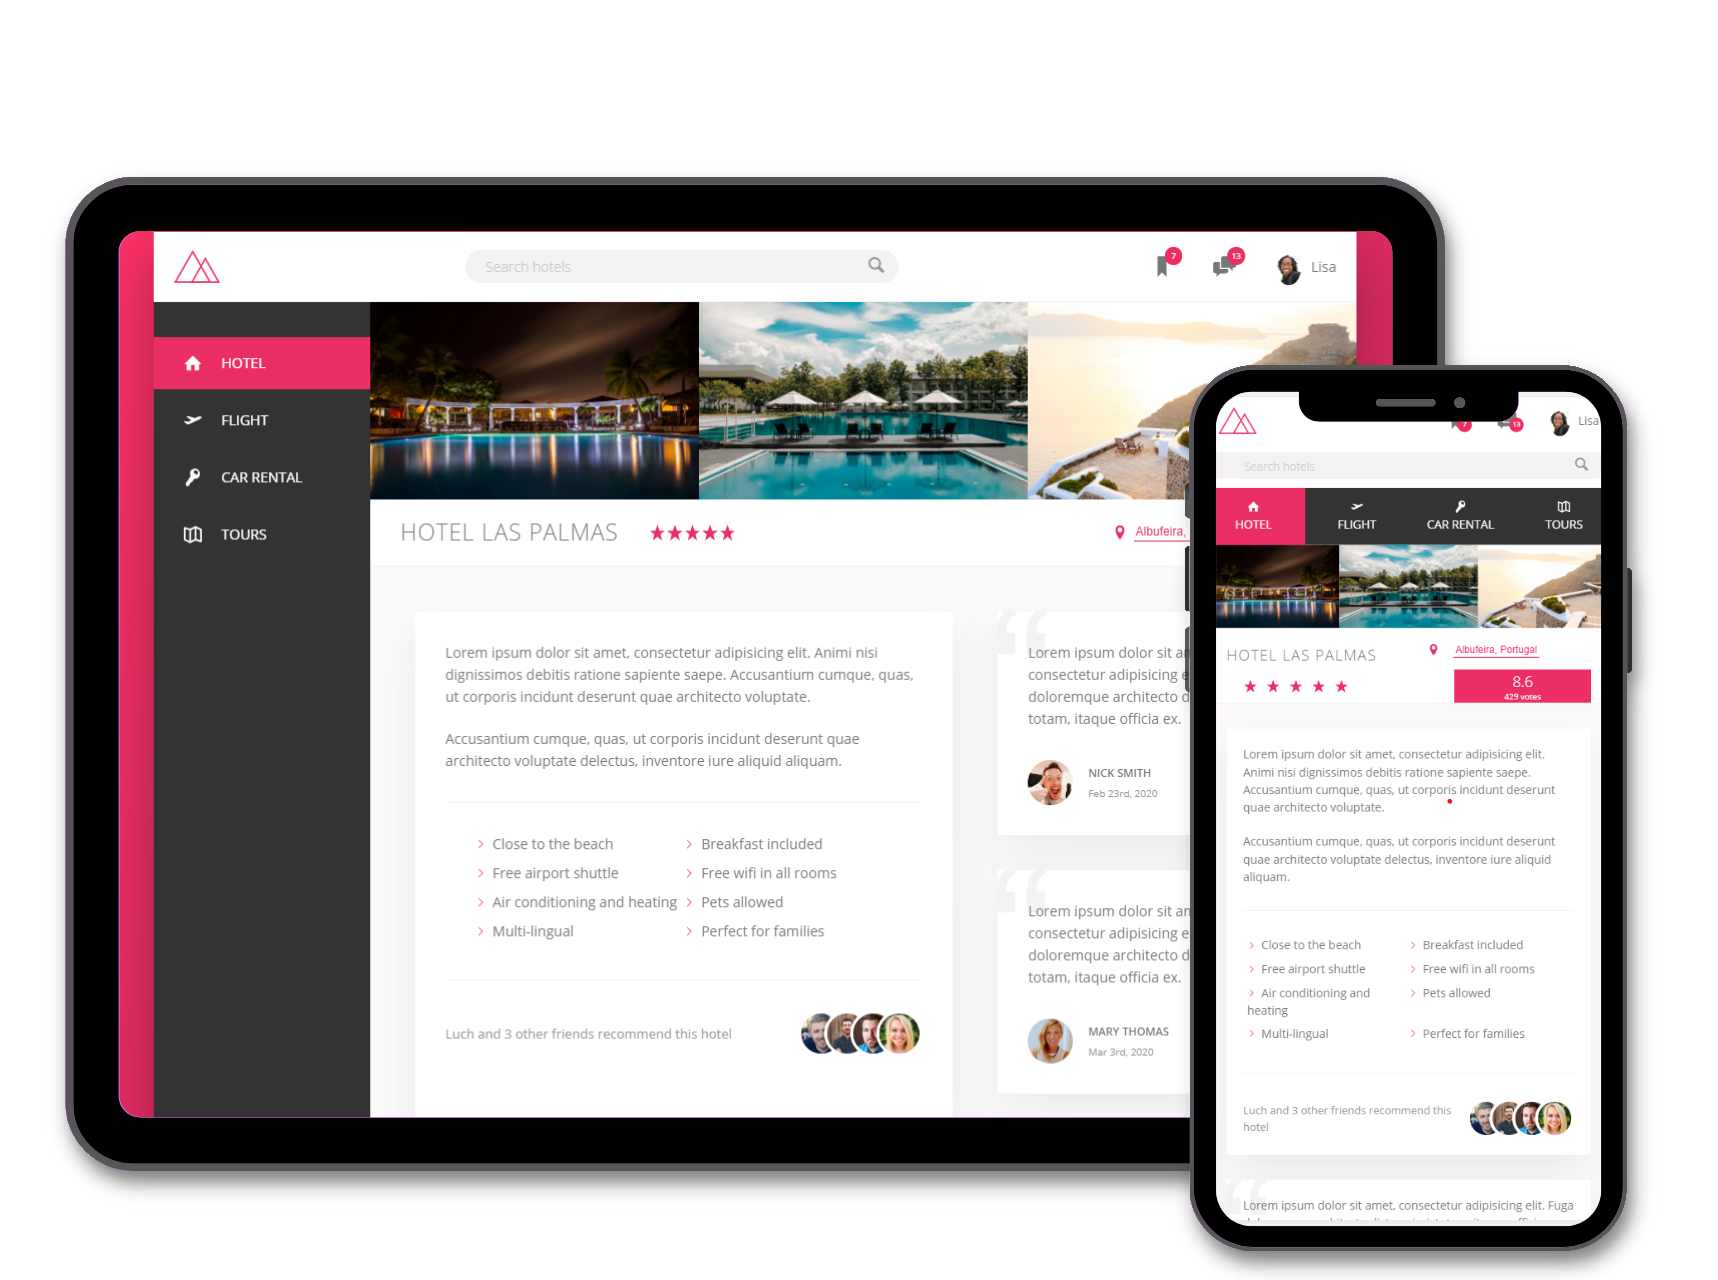 Search hotels
7
13
Lisa
HOTEL
FLIGHT
CAR RENTAL
TOURS
HOTEL LAS PALMAS
Albufeira,
Lorem ipsum dolor sit amet, consectetur adipisicing elit. Animi nisi
dignissimos debitis ratione sapiente saepe. Accusantium cumque, quas,
ut corporis incidunt deserunt quae architecto voluptate.
Accusantium cumque, quas, ut corporis incidunt deserunt quae
architecto voluptate delectus, inventore iure aliquid aliquam.
Close to the beach
Breakfast included
Free airport shuttle
Free wifi in all rooms
Air conditioning and heating
Pets allowed
Multi-lingual
Perfect for families
Luch and 3 other friends recommend this hotel
“
Lorem ipsum dolor sit
consectetur adipisicing
doloremque architecto
totam, itaque officia ex.
NICK SMITH
Feb 23rd, 2020
“
Lorem ipsum dolor sit
consectetur adipisicing
doloremque architecto
totam, itaque officia ex.
MARY THOMAS
Mar 3rd, 2020
7
13
Lisa
Search hotels
HOTEL
FLIGHT
CAR RENTAL
TOURS
HOTEL LAS PALMAS
Albufeira, Portugal
8.6
429 votes
Lorem ipsum dolor sit amet, consectetur adipisicing elit.
Animi nisi dignissimos debitis ratione sapiente saepe.
Accusantium cumque, quas, ut corporis incidunt deserunt
quae architecto voluptate.
Accusantium cumque, quas, ut corporis incidunt deserunt
quae architecto voluptate delectus, inventore iure aliquid
aliquam.
Close to the beach
Breakfast included
Free airport shuttle
Free wifi in all rooms
Air conditioning and
heating
Pets allowed
Multi-lingual
Perfect for families
Luch and 3 other friends recommend this
hotel
“
Lorem ipsum dolor sit amet, consectetur adipisicing elit. Fuga